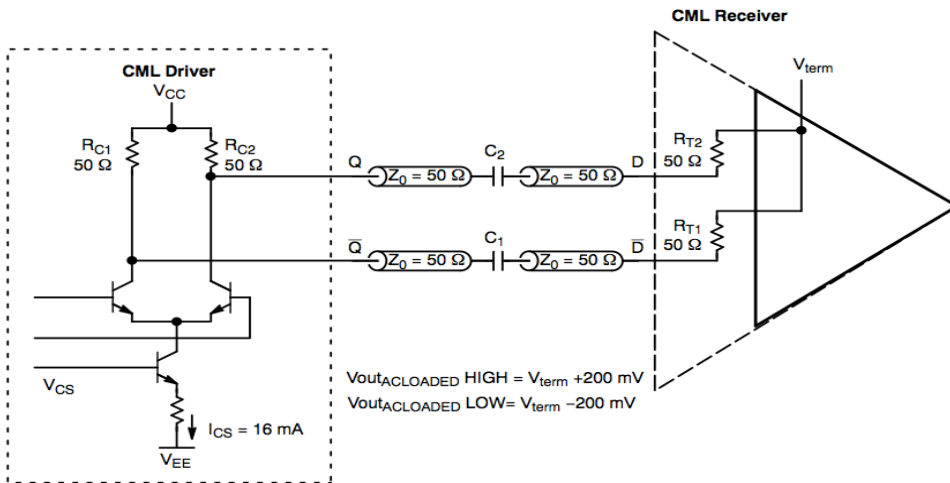 CML Receiver
CML Driver
VCC
Vterm
RC1
50 Ω
RC2
50 Ω
RT2
50 Ω
Q
Z0 = 50 Ω
C2
Z0 = 50 Ω
D
RT1
50 Ω
Q̅
Z0 = 50 Ω
C1
Z0 = 50 Ω
D̅
VoutACLOADED HIGH = Vterm +200 mV
VCS
VoutACLOADED LOW= Vterm −200 mV
ICS = 16 mA
VEE